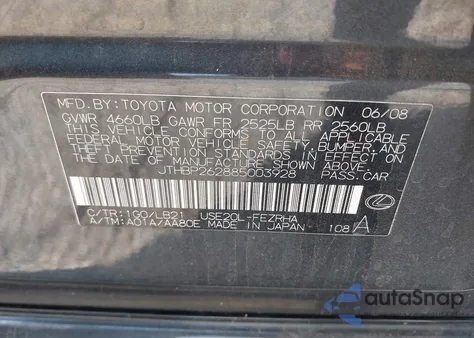 MFD.BY: TOYOTA MOTOR CORPORATION 06/08
GVWR 4660LB GAWR FR 2525LB RR 2560LB
THIS VEHICLE CONFORMS TO ALL APPLICABLE
FEDERAL MOTOR VEHICLE SAFETY, BUMPER, AND
THEFT PREVENTION STANDARDS IN EFFECT ON
THE DATE OF MANUFACTURE SHOWN ABOVE.
JTHBP262885003928 PASS.CAR
C/TR:1G0/LB21 USE20L-FEZRHA
A/TM:A01A/AA80E MADE IN JAPAN 108 A
autoSnap